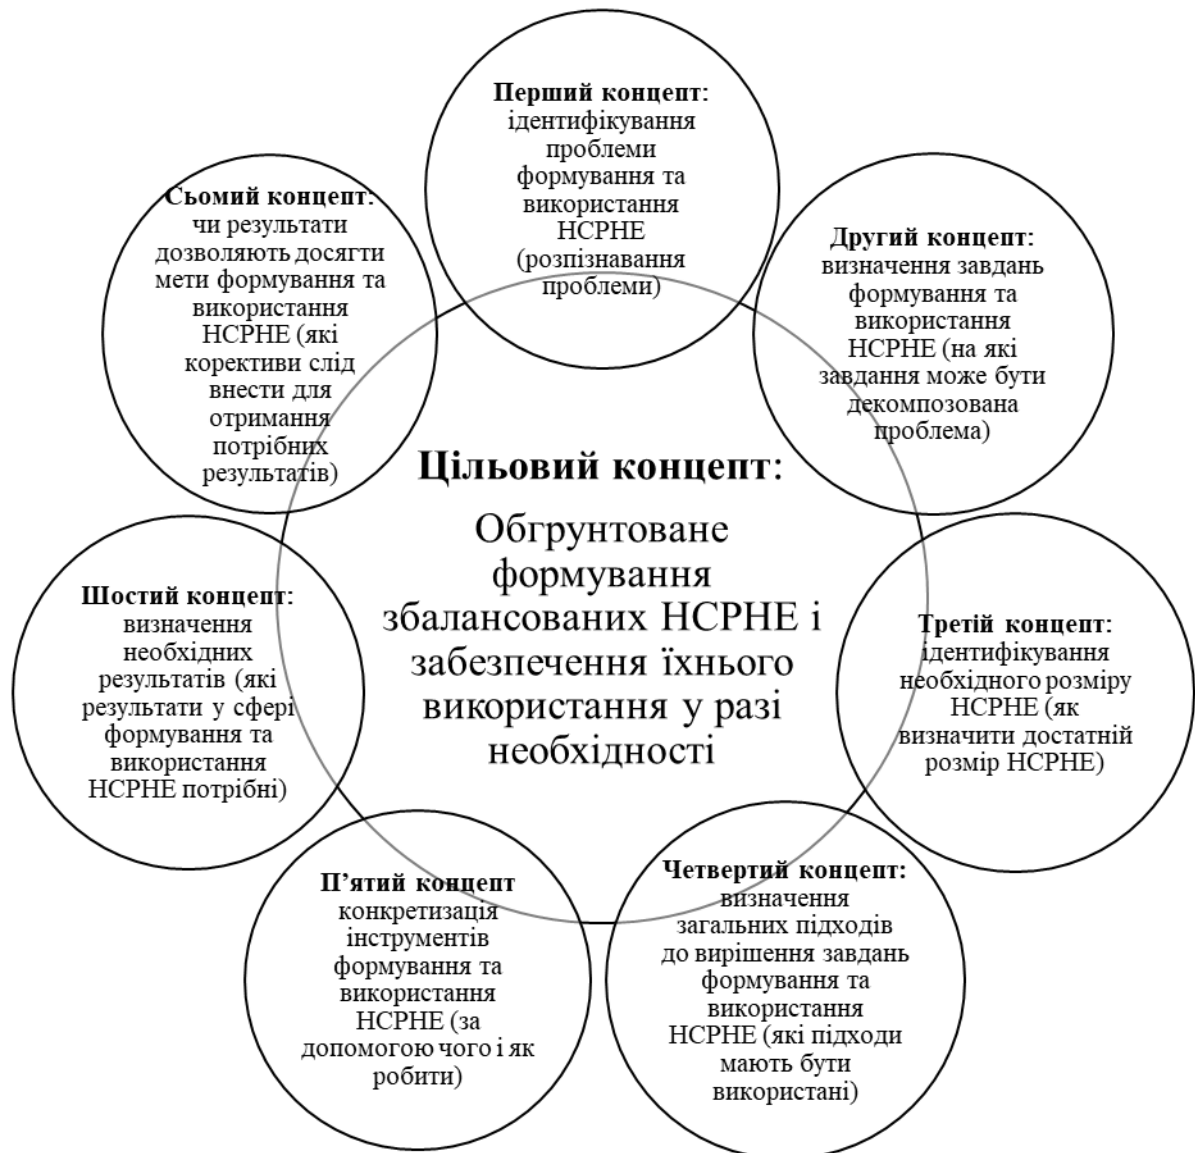 Перший концепт:
ідентифікування
проблеми
формування та
використання
НСРНЕ
(розпізнавання
проблеми)
Другий концепт:
визначення завдань
формування та
використання
НСРНЕ (на які
завдання може бути
декомпозована
проблема)
Третій концепт:
ідентифікування
необхідного розміру
НСРНЕ (як
визначити достатній
розмір НСРНЕ)
Четвертий концепт:
визначення
загальних підходів
до вирішення завдань
формування та
використання
НСРНЕ (які підходи
мають бути
використані)
П’ятий концепт
конкретизація
інструментів
формування та
використання
НСРНЕ (за
допомогою чого і як
робити)
Шостий концепт:
визначення
необхідних
результатів (які
результати у сфері
формування та
використання
НСРНЕ потрібні)
Сьомий концепт:
чи результати
дозволяють досягти
мети формування та
використання
НСРНЕ (які
корективи слід
внести для
отримання
потрібних
результатів)
Цільовий концепт:
Обгрунтоване
формування
збалансованих НСРНЕ і
забезпечення їхнього
використання у разі
необхідності